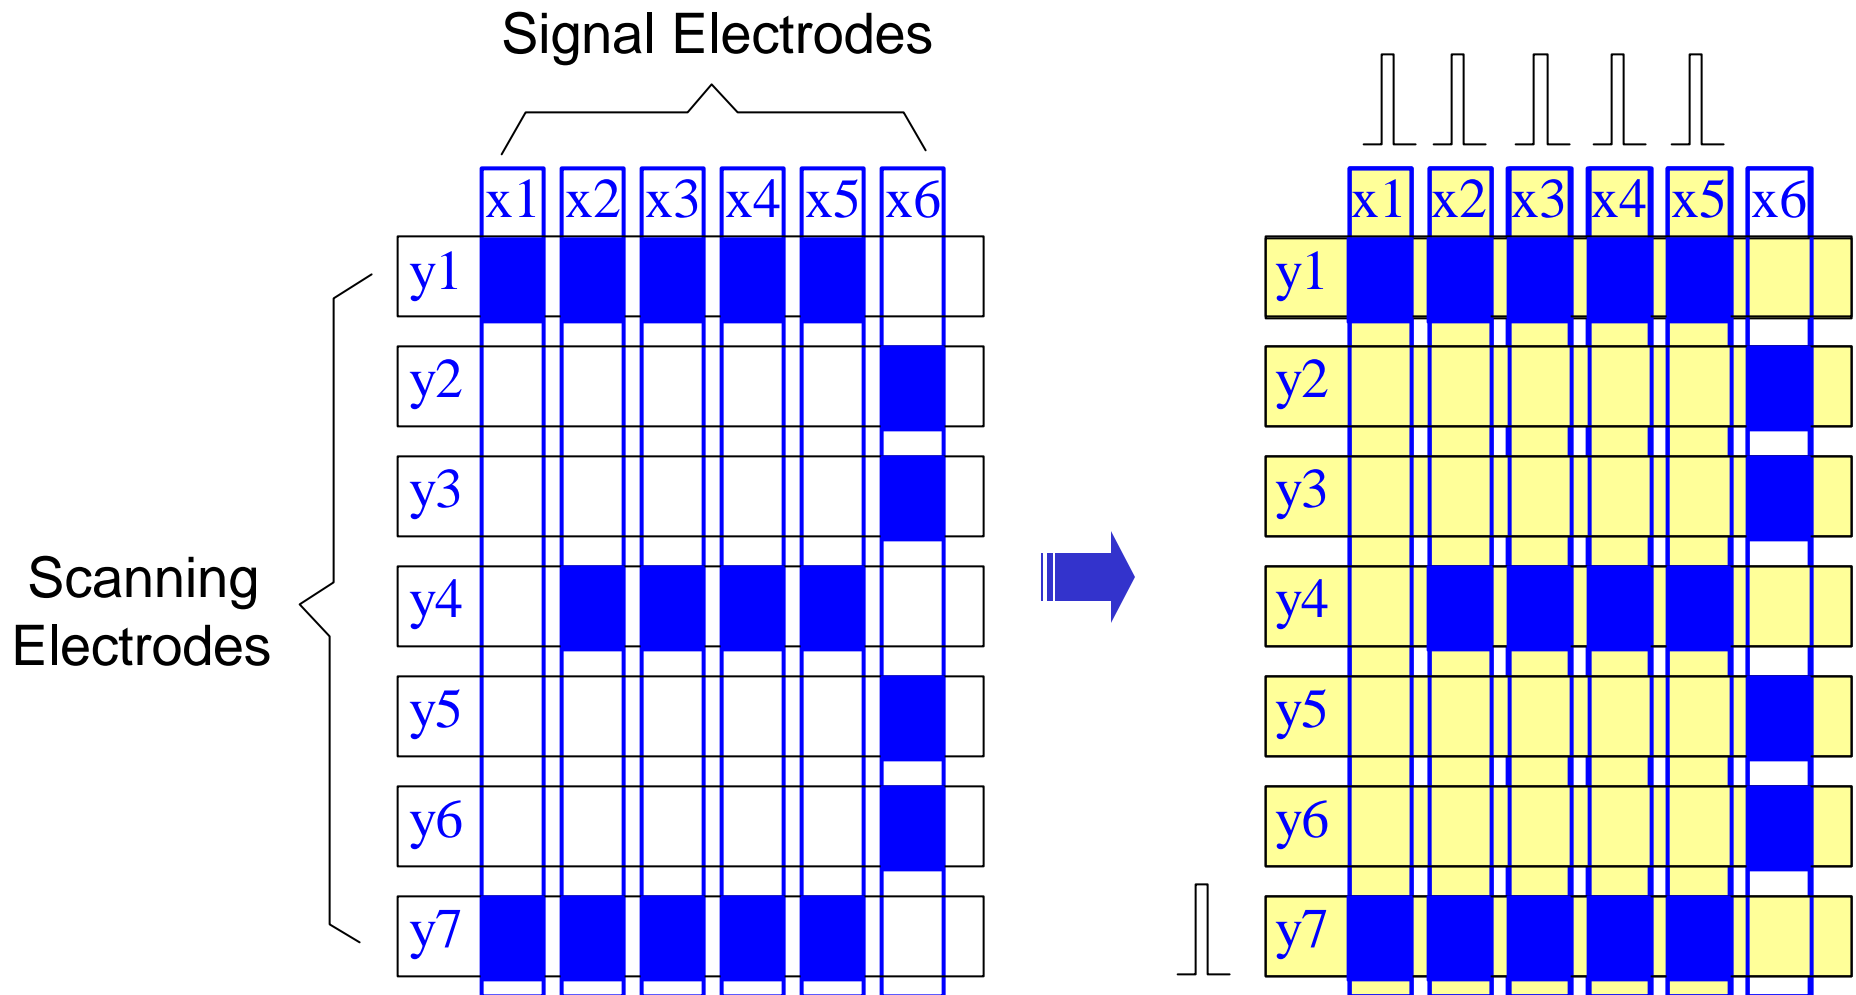 Signal Electrodes
x1 x2 x3 x4 x5 x6
y1
y2
y3
y4
y5
y6
y7
Scanning
Electrodes
x1 x2 x3 x4 x5 x6
y1
y2
y3
y4
y5
y6
y7